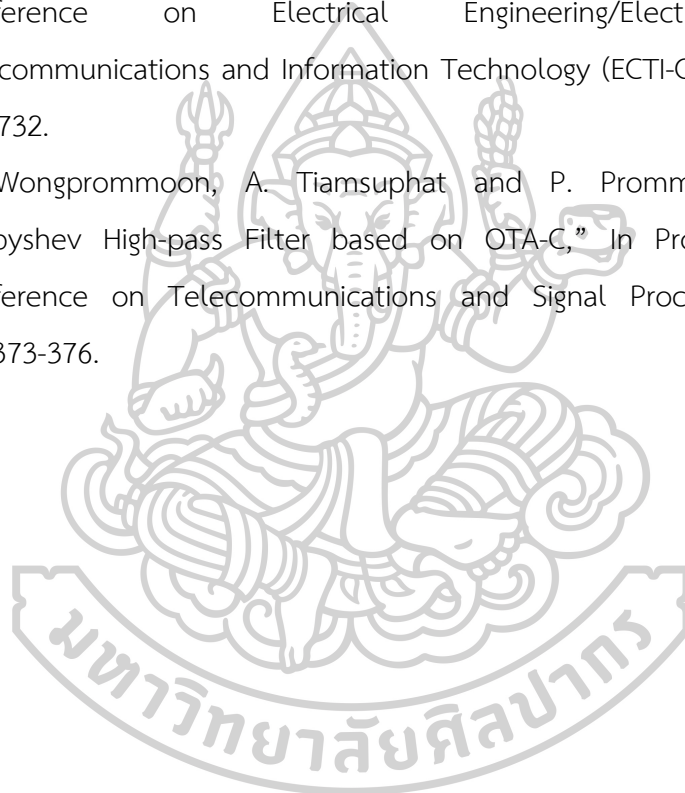 ference on Electrical Engineering/Elect
communications and Information Technology (ECTI-C
732.
Wongprommoon, A. Tiamsuphat and P. Promm
byshev High-pass Filter based on OTA-C,” In Pro
ference on Telecommunications and Signal Proc
373-376.
มหาวิทยาลัยศิลปากร